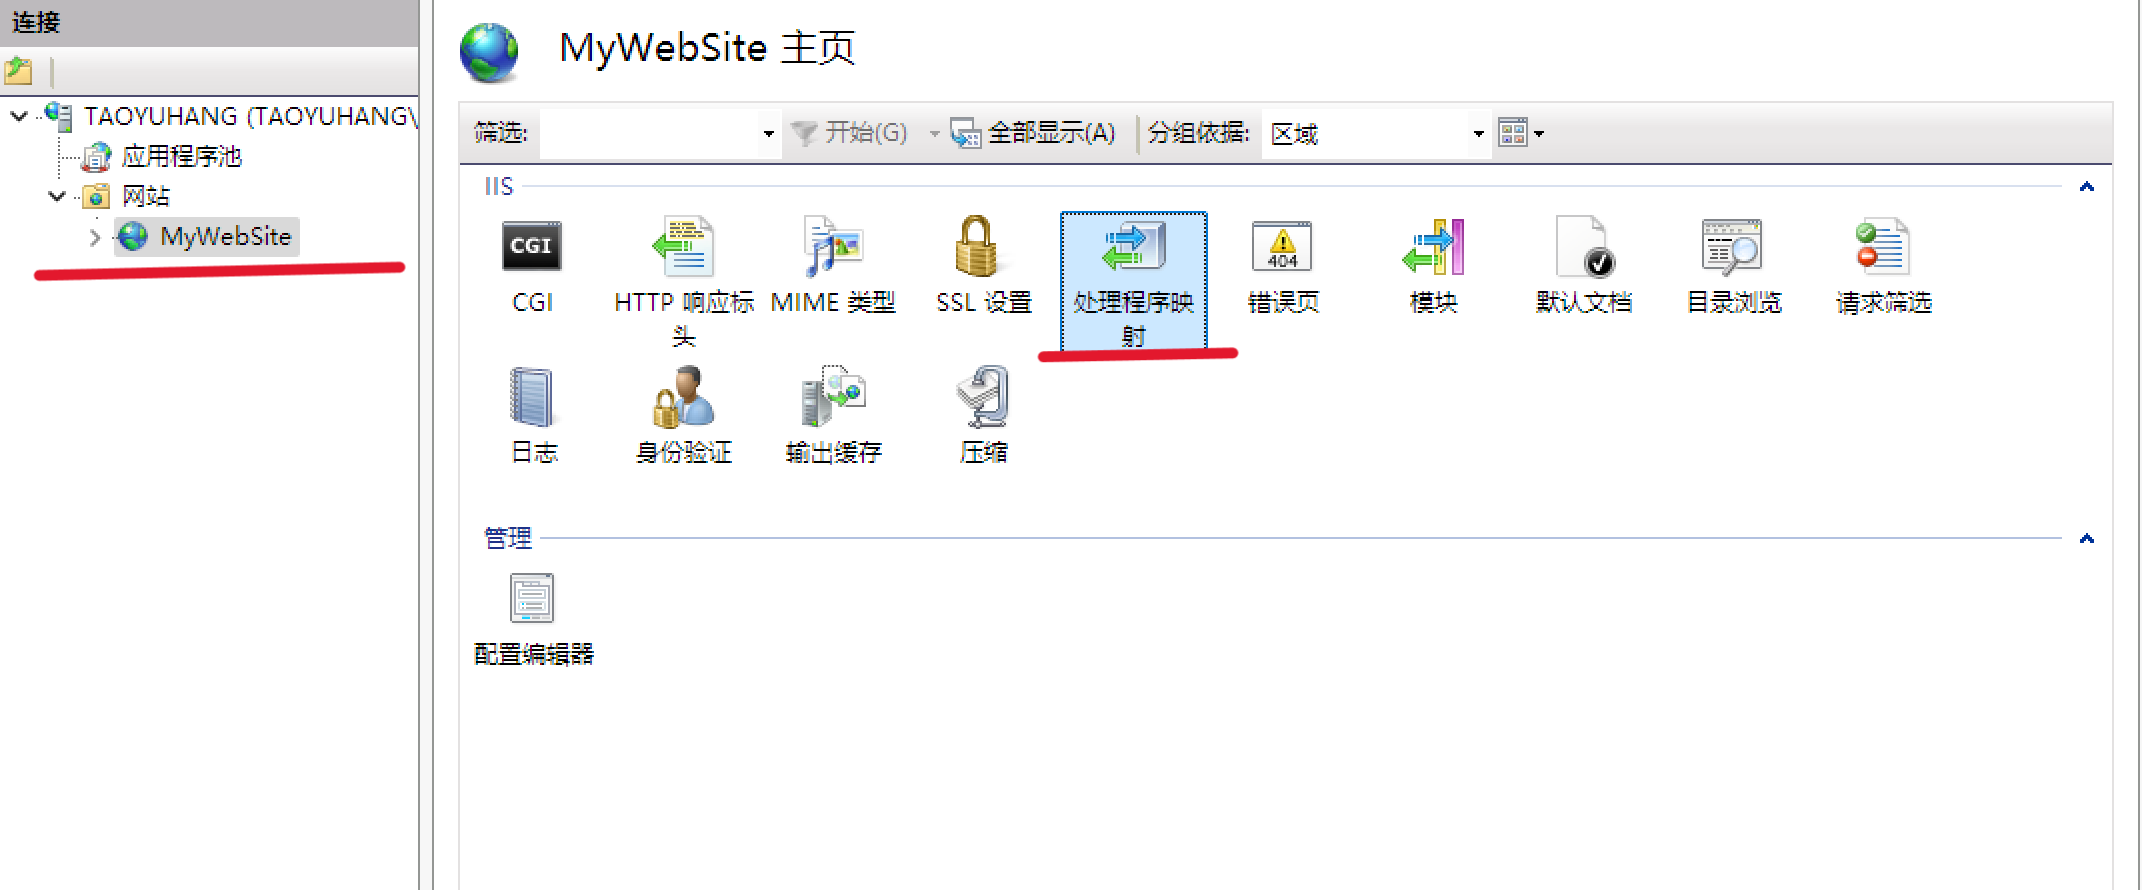 连接
TAOYUHANG (TAOYUHANG\
应用程序池
网站
MyWebSite
MyWebSite 主页
筛选: 开始(G) 全部显示(A) 分组依据: 区域
IIS
CGI
CGI
HTTP 响应标
头
MIME 类型
SSL 设置
处理程序映
射
404
错误页
模块
默认文档
目录浏览
请求筛选
日志
身份验证
输出缓存
压缩
管理
配置编辑器